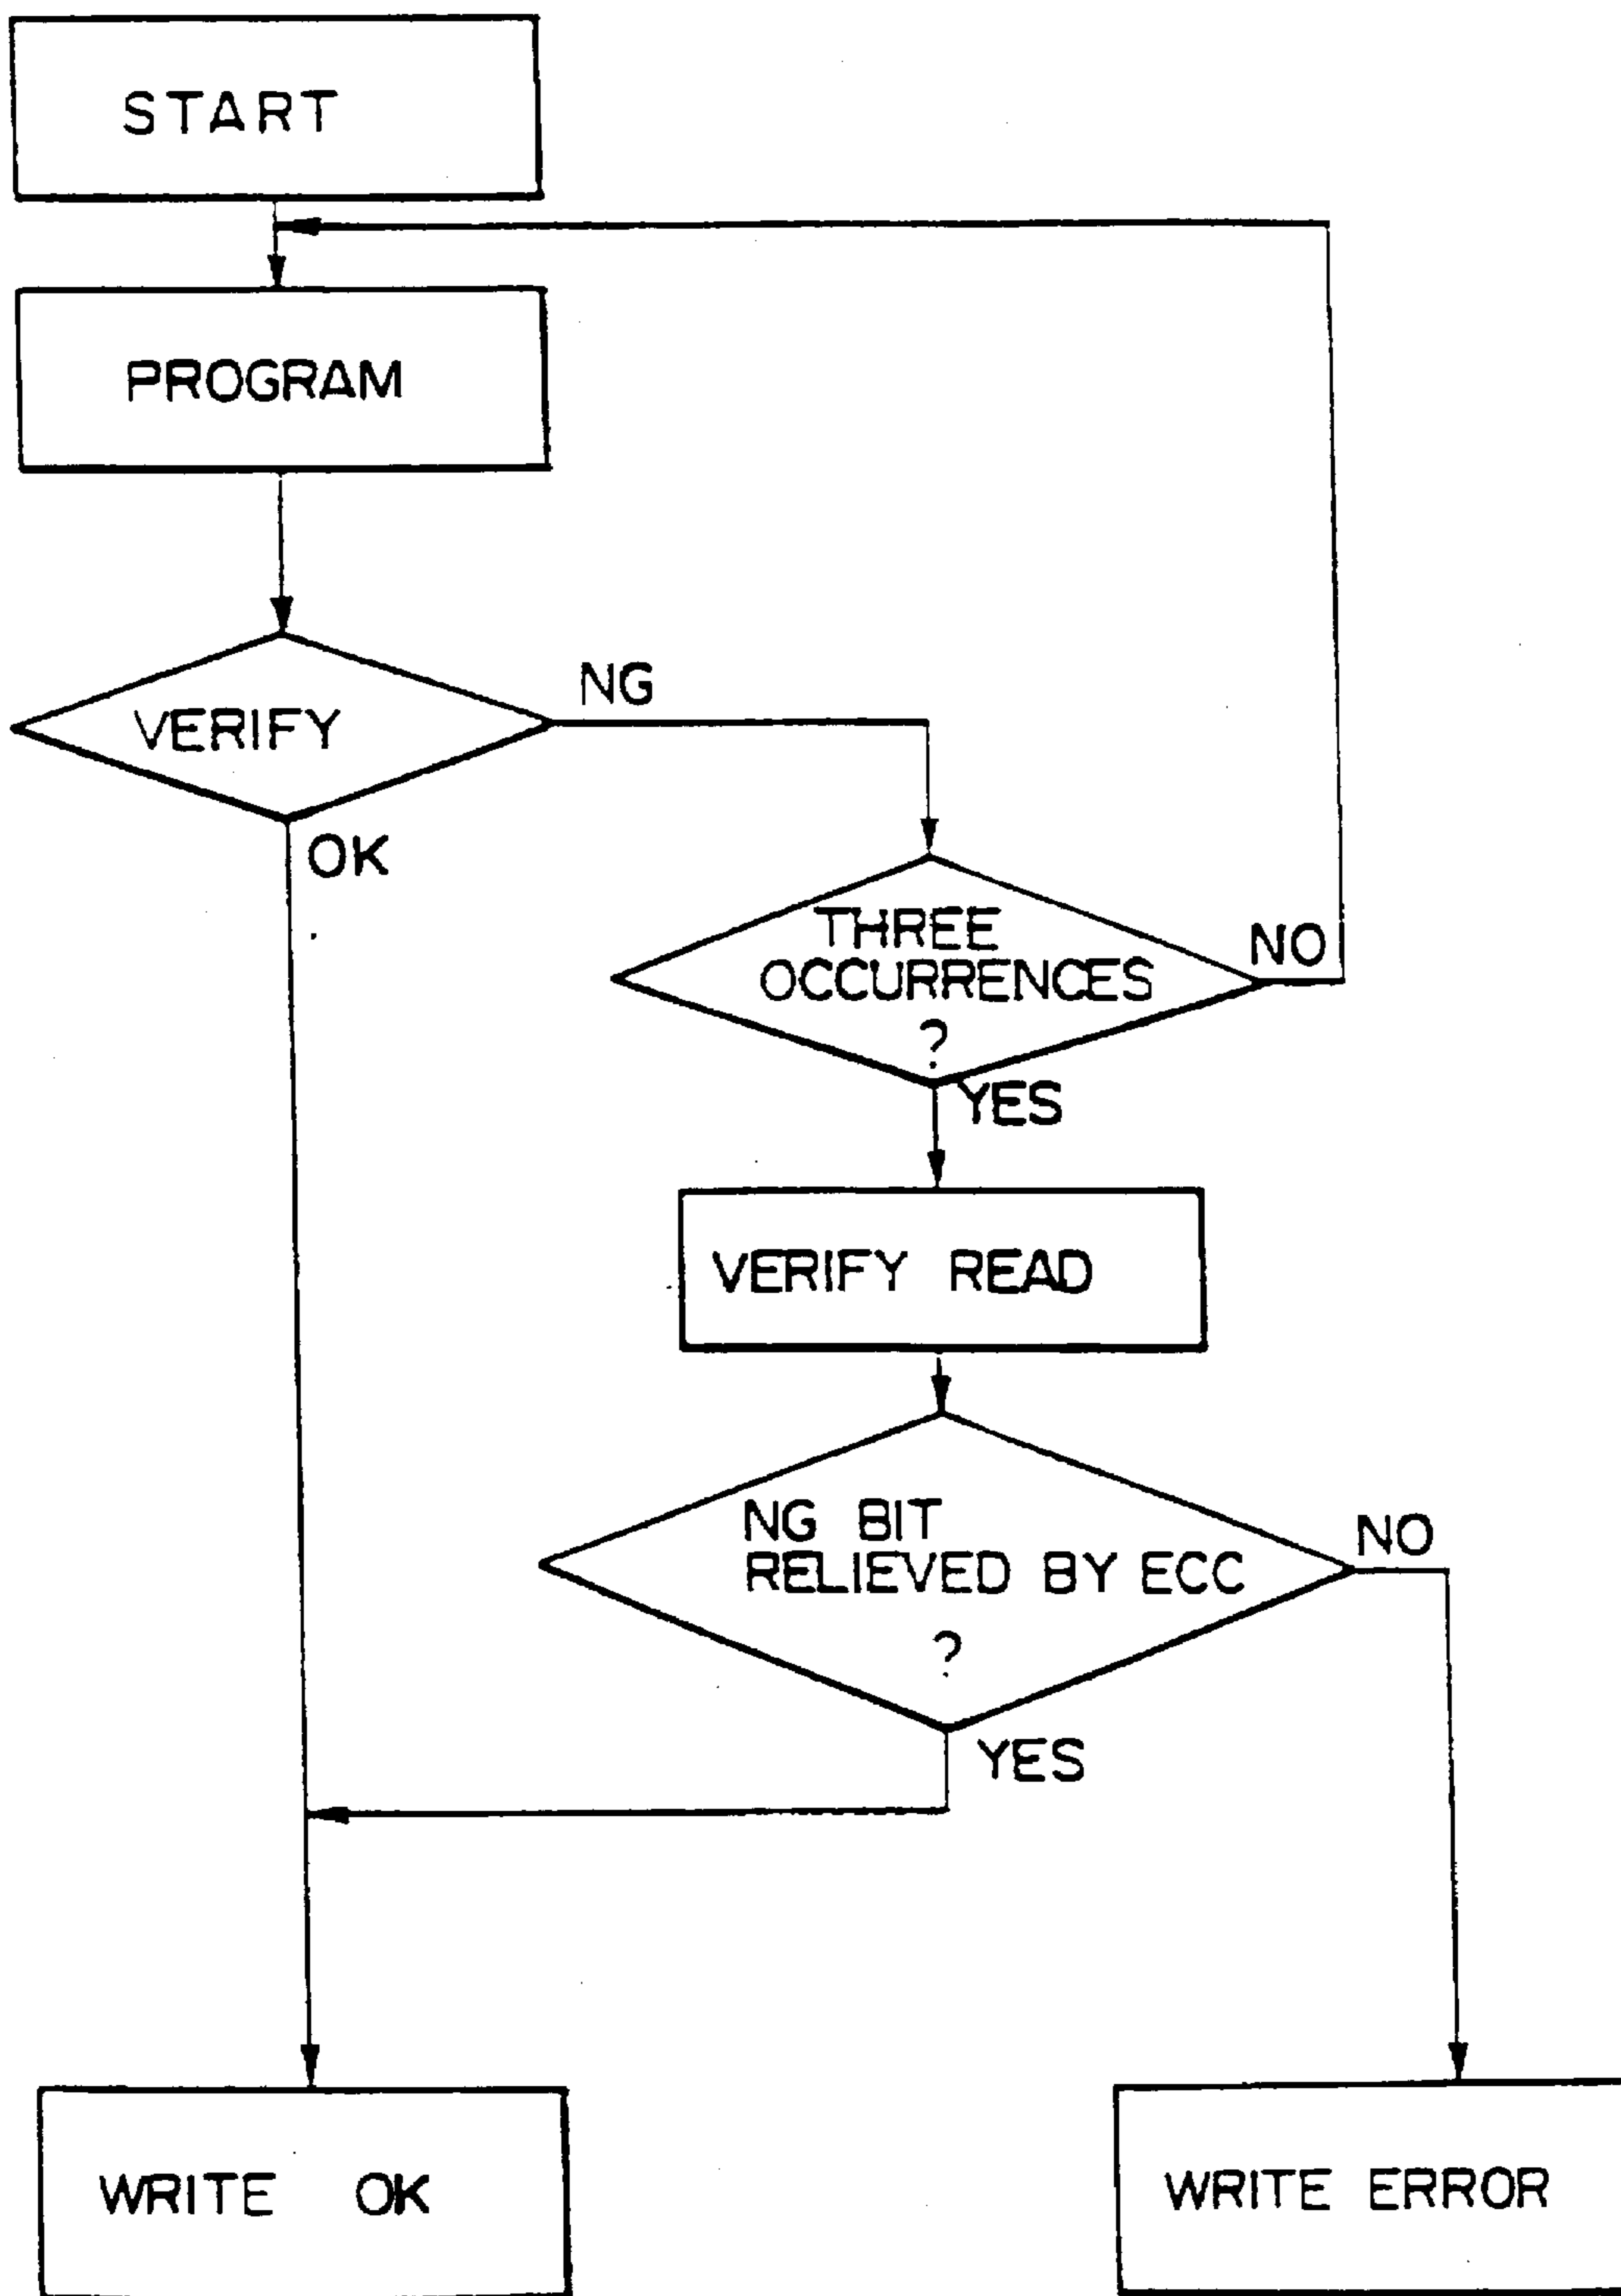 START
PROGRAM
NG
VERIFY
OK
THREE
OCCURRENCES
?
NO
YES
VERIFY READ
NG BIT
RELIEVED BY ECC
?
NO
YES
WRITE OK
WRITE ERROR